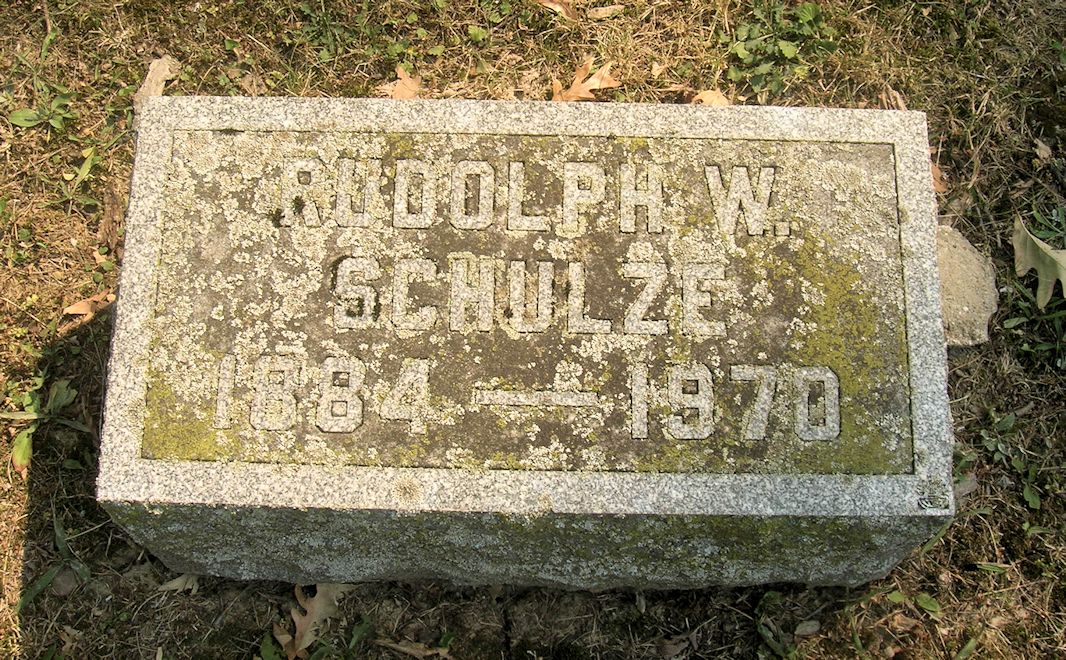 RUDOLPH W.
SCHULZE
1884 — 1970